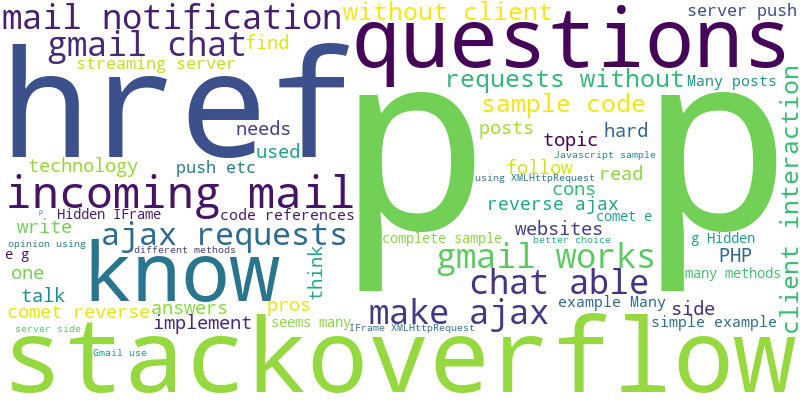 mail notification
without client
server push
href
gmail chat
find
questions
streaming server
requests without
Many posts
p p
sample code
client interaction
needs
posts
topic
hard
used
Javascript sample
technology
push etc
follow
read
incoming mail
using XMLHttpRequest
cons
reverse ajax
P
Hidden IFrame
code references
comet e
write
ajax requests
websites
complete sample
better choice
g Hidden
opinion using
different methods
know
gmail works
PHP
e g
think
one
chat able
many methods
talk
pros
make ajax
example Many
side
comet reverse
answers
implement
seems many
IFrame XMLHttpRequest
simple example
server side
stackoverflow
Gmail use